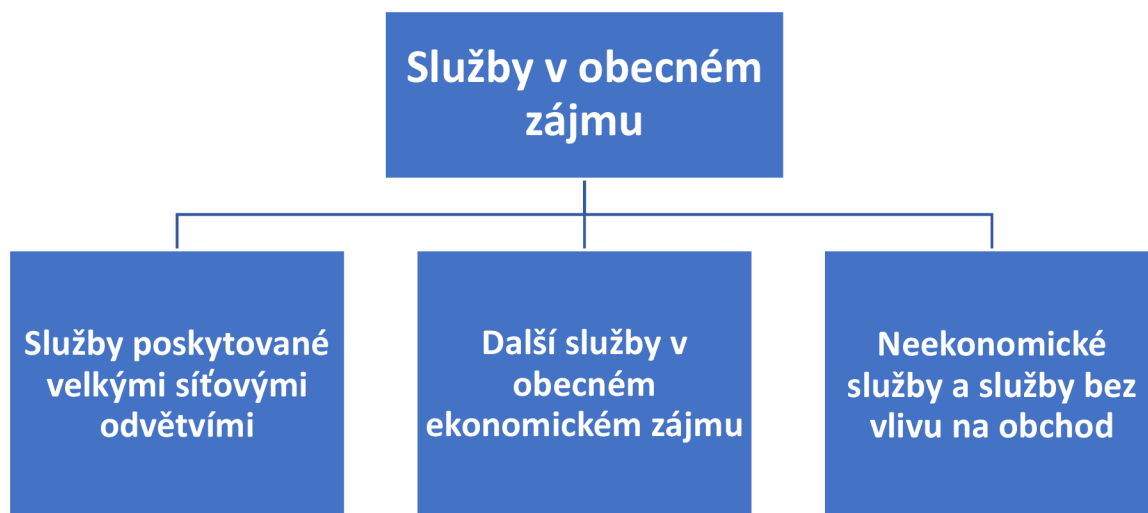 Služby v obecném
zájmu
Služby poskytované
velkými síťovými
odvětvími
Další služby v
obecném
ekonomickém zájmu
Neekonomické
služby a služby bez
vlivu na obchod